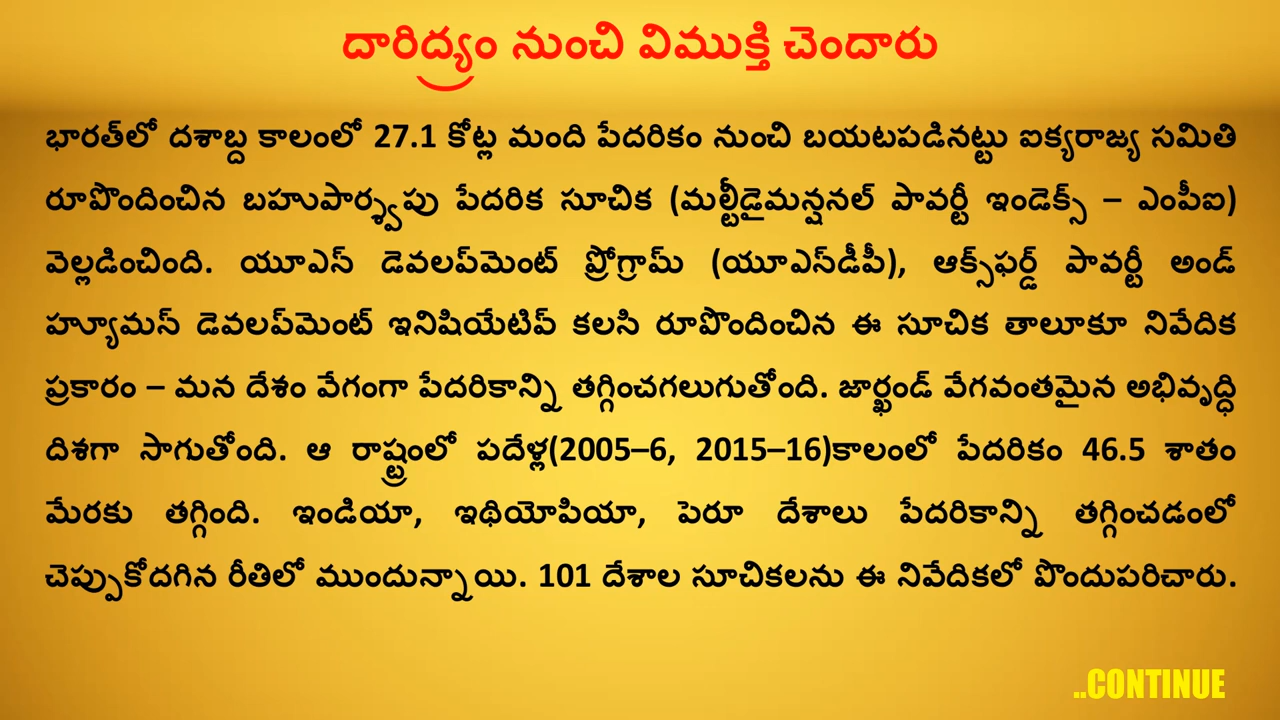 దారిద్ర్యం నుంచి విముక్తి చెందారు
భారత్‌లో దశాబ్ద కాలంలో 27.1 కోట్ల మంది పేదరికం నుంచి బయటపడినట్టు ఐక్యరాజ్య సమితి
రూపొందించిన బహుపార్శ్వపు పేదరిక సూచిక (మల్టీడైమన్షనల్ పావర్టీ ఇండెక్స్ – ఎంపీఐ)
వెల్లడించింది. యూఎస్ డెవలప్‌మెంట్ ప్రోగ్రామ్ (యూఎస్‌డీపీ), ఆక్స్‌ఫర్డ్ పావర్టీ అండ్
హ్యూమస్ డెవలప్‌మెంట్ ఇనిషియేటిప్ కలసి రూపొందించిన ఈ సూచిక తాలూకూ నివేదిక
ప్రకారం – మన దేశం వేగంగా పేదరికాన్ని తగ్గించగలుగుతోంది. జార్ఖండ్ వేగవంతమైన అభివృద్ధి
దిశగా సాగుతోంది. ఆ రాష్ట్రంలో పదేళ్ల(2005–6, 2015–16)కాలంలో పేదరికం 46.5 శాతం
మేరకు తగ్గింది. ఇండియా, ఇథియోపియా, పెరూ దేశాలు పేదరికాన్ని తగ్గించడంలో
చెప్పుకోదగిన రీతిలో ముందున్నాయి. 101 దేశాల సూచికలను ఈ నివేదికలో పొందుపరిచారు.
..CONTINUE